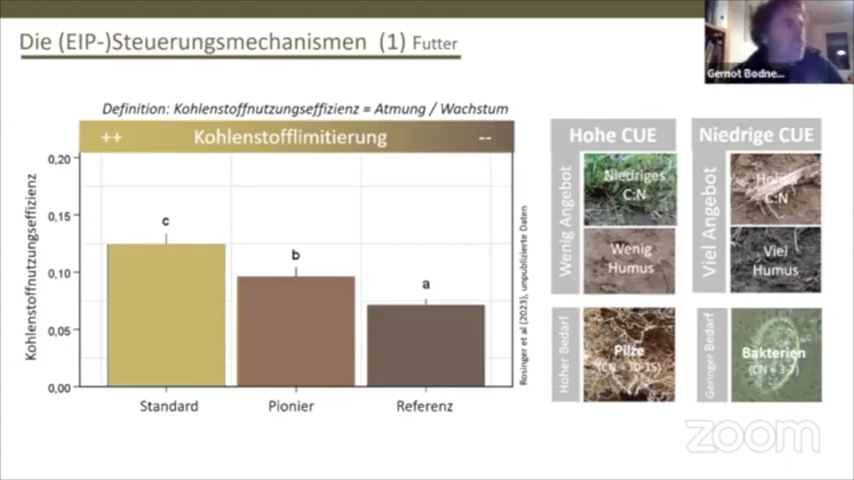 Die (EIP-)Steuerungsmechanismen (1) Futter
Gernot Bodne...
Definition: Kohlenstoffnutzungseffizienz = Atmung / Wachstum
++ Kohlenstofflimitierung --
Kohlenstoffnutzungseffizienz
0,20
0,15
0,10
0,05
0,00
c
b
a
Standard
Pionier
Referenz
Rosinger et al (2023), unpublizierte Daten
Hohe CUE
Wenig Angebot
Niedriges
C:N
Wenig
Humus
Hoher Bedarf
Pilze
(CN = 10-15)
Niedrige CUE
Viel Angebot
Hohes
C:N
Viel
Humus
Geringer Bedarf
Bakterien
(CN = 3-7)
zoom